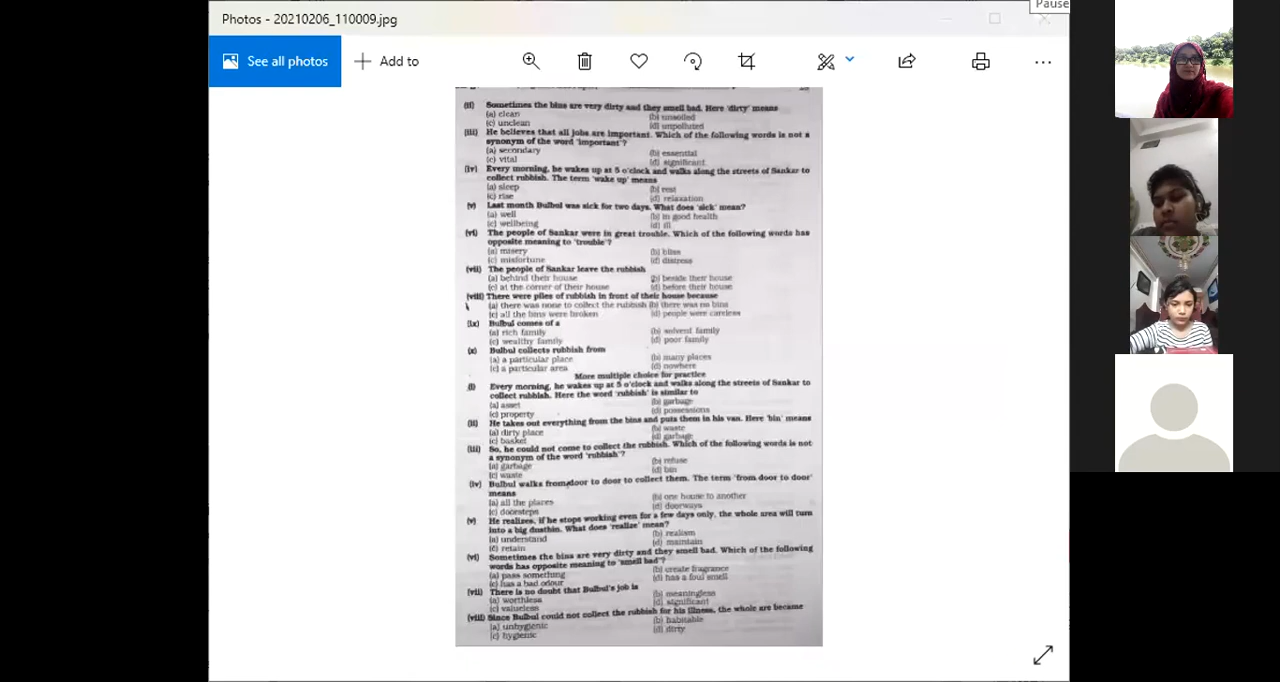 Pause
Photos - 20210206_110009.jpg
See all photos
Add to
(ii) Sometimes the bins are very dirty and they smell bad. Here 'dirty' means
(a) clean (b) unsoiled
(c) unclean (d) unpolluted
(iii) He believes that all jobs are important. Which of the following words is not a
synonym of the word 'important'?
(a) secondary (b) essential
(c) vital (d) significant
(iv) Every morning, he wakes up at 5 o'clock and walks along the streets of Sankar to
collect rubbish. The term 'wake up' means
(a) sleep (b) rest
(c) rise (d) relaxation
(v) Last month Bulbul was sick for two days. What does 'sick' mean?
(a) well (b) in good health
(c) wellbeing (d) ill
(vi) The people of Sankar were in great trouble. Which of the following words has
opposite meaning to 'trouble'?
(a) misery (b) bliss
(c) misfortune (d) distress
(vii) The people of Sankar leave the rubbish
(a) behind their house (b) beside their house
(c) at the corner of their house (d) before their house
(viii) There were piles of rubbish in front of their house because
(a) there was none to collect the rubbish (b) there was no bins
(c) all the bins were broken (d) people were careless
(ix) Bulbul comes of a
(a) rich family (b) solvent family
(c) wealthy family (d) poor family
(x) Bulbul collects rubbish from
(a) a particular place (b) many places
(c) a particular area (d) nowhere
More multiple choice for practice
(i) Every morning, he wakes up at 5 o'clock and walks along the streets of Sankar to
collect rubbish. Here the word 'rubbish' is similar to
(a) asset (b) garbage
(c) property (d) possessions
(ii) He takes out everything from the bins and puts them in his van. Here 'bin' means
(a) dirty place (b) waste
(c) basket (d) garbage
(iii) So, he could not come to collect the rubbish. Which of the following words is not
a synonym of the word 'rubbish'?
(a) garbage (b) refuse
(c) waste (d) bin
(iv) Bulbul walks from door to door to collect them. The term 'from door to door'
means
(a) all the places (b) one house to another
(c) doorsteps (d) doorways
(v) He realizes, if he stops working even for a few days only, the whole area will turn
into a big dustbin. What does 'realize' mean?
(a) understand (b) realism
(c) retain (d) maintain
(vi) Sometimes the bins are very dirty and they smell bad. Which of the following
words has opposite meaning to 'smell bad'?
(a) pass something (b) create fragrance
(c) has a bad odour (d) has a foul smell
(vii) There is no doubt that Bulbul's job is
(a) worthless (b) meaningless
(c) valueless (d) significant
(viii) Since Bulbul could not collect the rubbish for his illness, the whole are became
(a) unhygienic (b) habitable
(c) hygienic (d) dirty